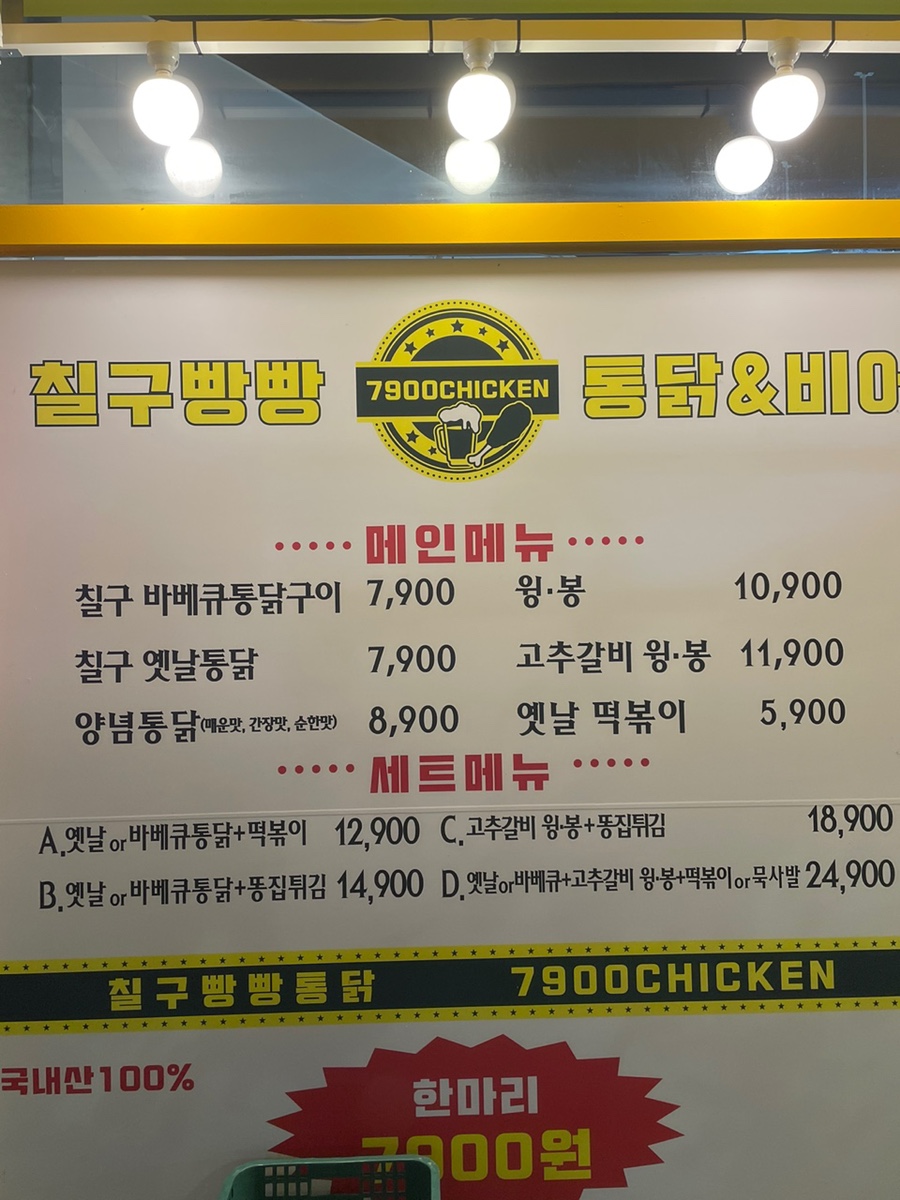 칠구빵빵 7900CHICKEN 통닭&비어
메인메뉴
칠구 바베큐통닭구이 7,900 윙·봉 10,900
칠구 옛날통닭 7,900 고추갈비 윙·봉 11,900
양념통닭(매운맛, 간장맛, 순한맛) 8,900 옛날 떡볶이 5,900
세트메뉴
A.옛날 or 바베큐통닭+떡볶이 12,900 C.고추갈비 윙·봉+똥집튀김 18,900
B.옛날 or 바베큐통닭+똥집튀김 14,900 D.옛날or바베큐+고추갈비 윙·봉+떡볶이or묵사발 24,900
칠구빵빵통닭 7900CHICKEN
국내산100%
한마리
7900원